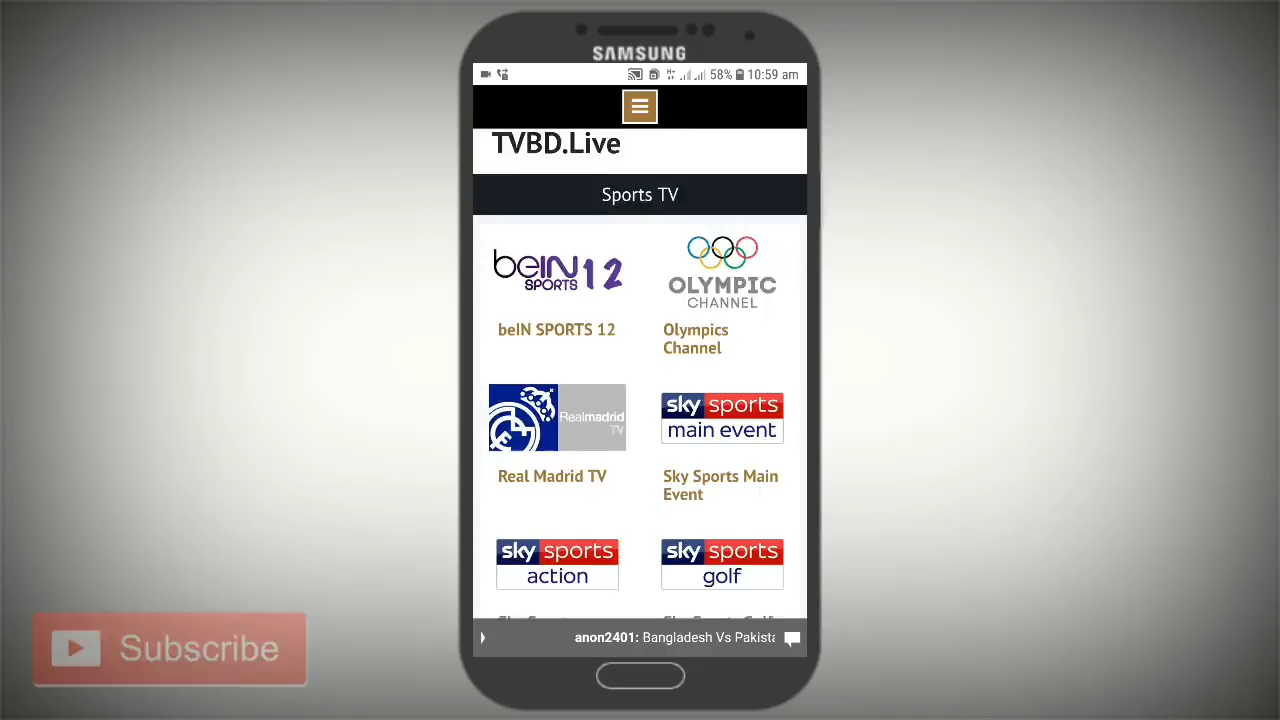 SAMSUNG
58% 10:59 am
TVBD.Live
Sports TV
beIN SPORTS 12
OLYMPIC CHANNEL
beIN SPORTS 12
Olympics
Channel
Realmadrid TV
sky sports
main event
Real Madrid TV
Sky Sports Main
Event
sky sports
action
sky sports
golf
anon2401: Bangladesh Vs Pakista
Subscribe